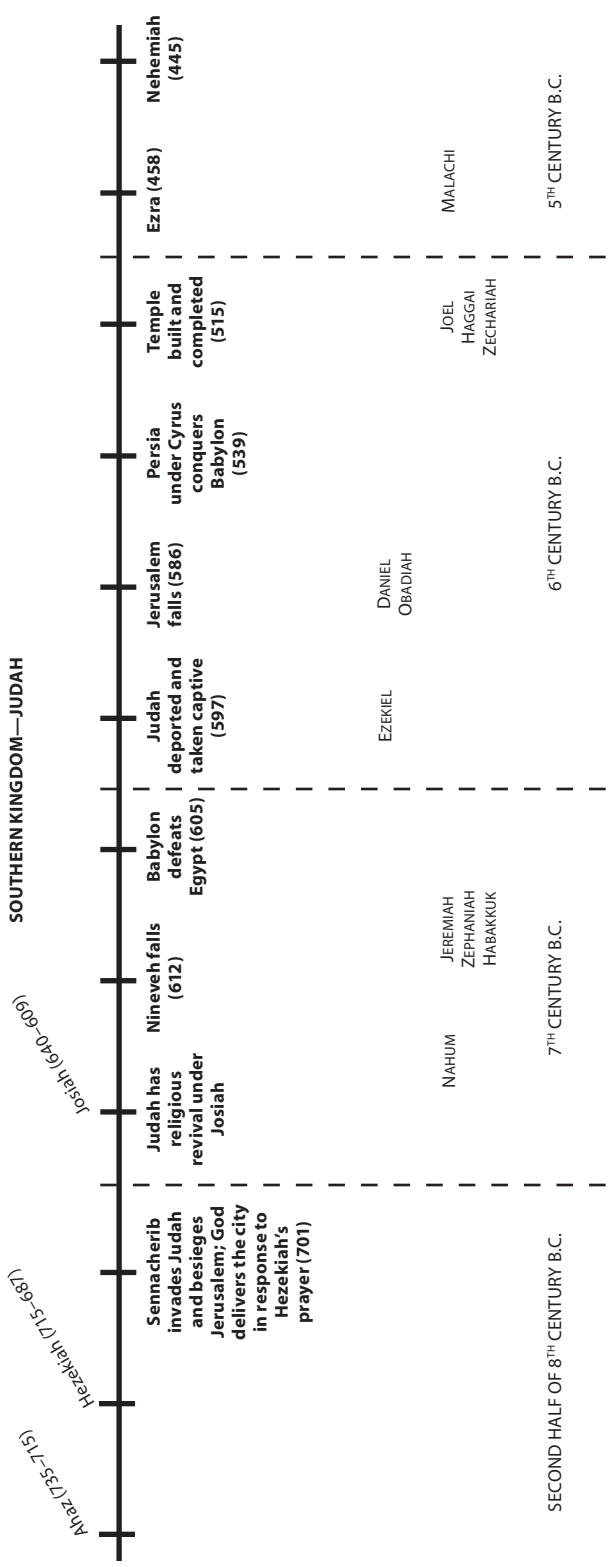 SOUTHERN KINGDOM—JUDAH
Ahaz (735–715)
Hezekiah (715–687)
Josiah (640–609)
Sennacherib
invades Judah
and besieges
Jerusalem; God
delivers the city
in response to
Hezekiah's
prayer (701)
Judah has
religious
revival under
Josiah
Nineveh falls
(612)
Babylon
defeats
Egypt (605)
Judah
deported and
taken captive
(597)
Jerusalem
falls (586)
Persia
under Cyrus
conquers
Babylon
(539)
Temple
built and
completed
(515)
Ezra (458)
Nehemiah
(445)
NAHUM
JEREMIAH
ZEPHANIAH
HABAKKUK
EZEKIEL
DANIEL
OBADIAH
JOEL
HAGGAI
ZECHARIAH
MALACHI
SECOND HALF OF 8TH CENTURY B.C.
7TH CENTURY B.C.
6TH CENTURY B.C.
5TH CENTURY B.C.